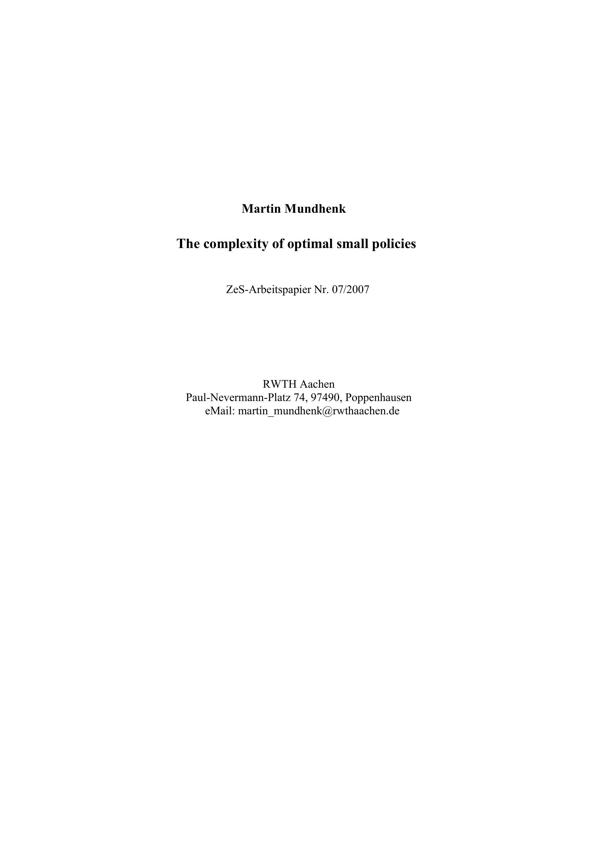 Martin Mundhenk
The complexity of optimal small policies
ZeS-Arbeitspapier Nr. 07/2007
RWTH Aachen
Paul-Nevermann-Platz 74, 97490, Poppenhausen
eMail: martin_mundhenk@rwthaachen.de